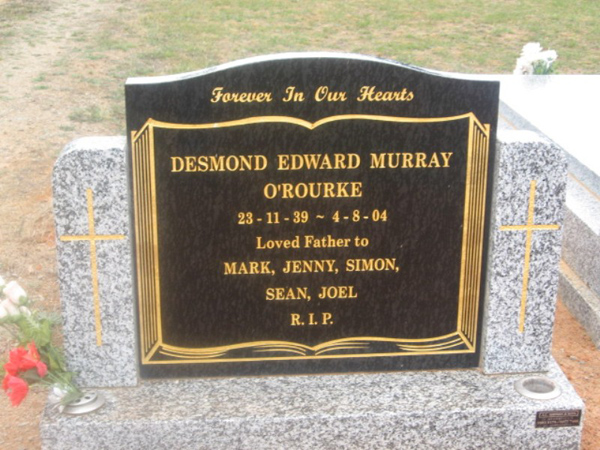 Forever In Our Hearts
DESMOND EDWARD MURRAY
O'ROURKE
23 - 11 - 39 ~ 4 - 8 - 04
Loved Father to
MARK, JENNY, SIMON,
SEAN, JOEL
R. I. P.